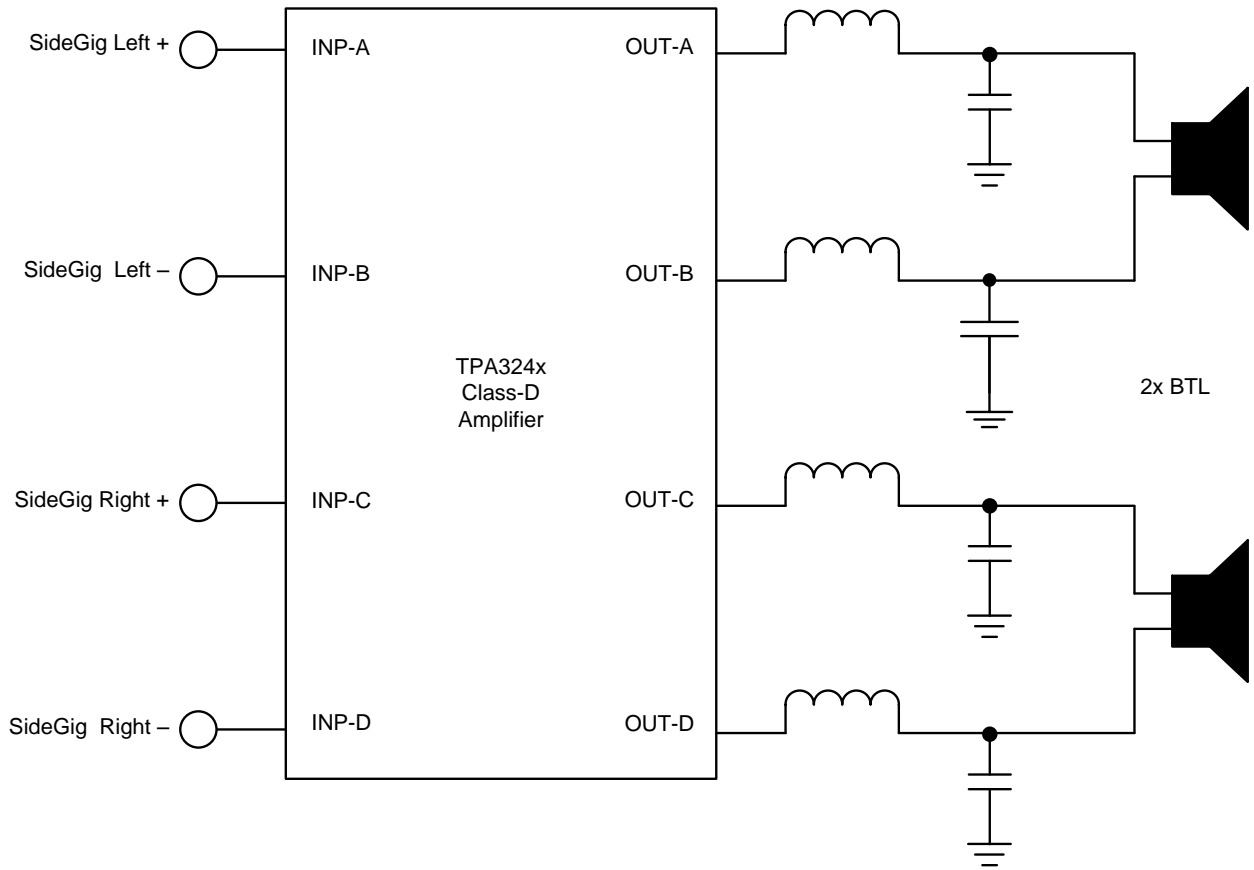 SideGig Left +
INP-A
OUT-A
SideGig Left –
INP-B
OUT-B
TPA324x
Class-D
Amplifier
2x BTL
SideGig Right +
INP-C
OUT-C
SideGig Right –
INP-D
OUT-D